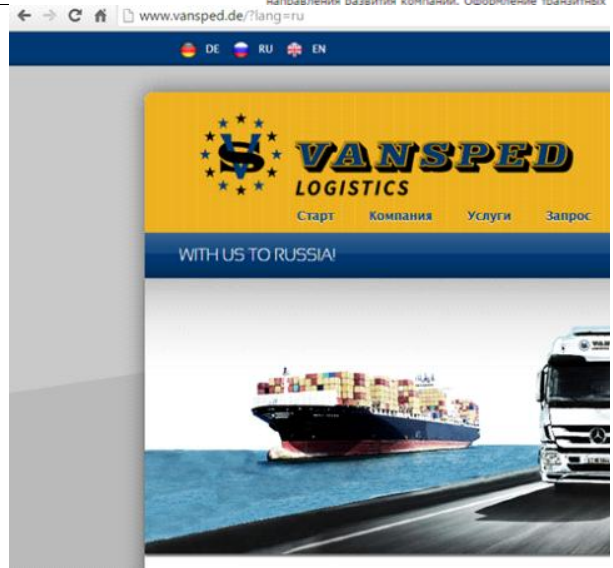 направления развития компании. Оформление транзитных
www.vansped.de/?lang=ru
DE RU EN
VANSPED
LOGISTICS
Старт Компания Услуги Запрос
WITH US TO RUSSIA!